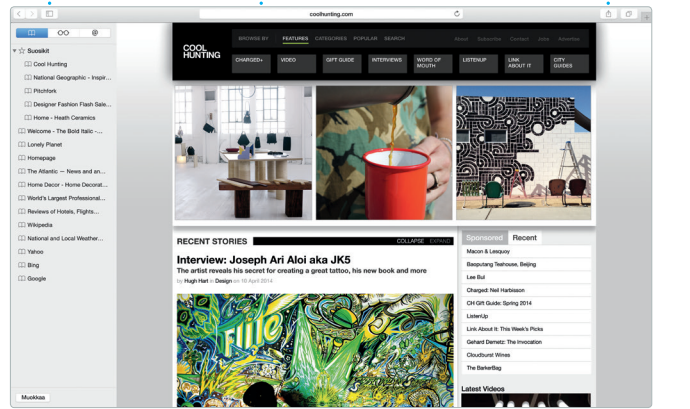 coolhunting.com
Suosikit
Cool Hunting
National Geographic - Inspir...
Pitchfork
Designer Fashion Flash Sale...
Home - Heath Ceramics
Welcome - The Bold Italic -...
Lonely Planet
Homepage
The Atlantic — News and an...
Home Decor - Home Decorat...
World's Largest Professional...
Reviews of Hotels, Flights...
Wikipedia
National and Local Weather...
Yahoo
Bing
Google
Muokkaa
COOL
HUNTING
BROWSE BY FEATURES CATEGORIES POPULAR SEARCH
About Subscribe Contact Jobs Advertise
CHARGED+ VIDEO GIFT GUIDE INTERVIEWS WORD OF MOUTH LISTENUP LINK ABOUT IT CITY GUIDES
RECENT STORIES
COLLAPSE EXPAND
Interview: Joseph Ari Aloi aka JK5
The artist reveals his secret for creating a great tattoo, his new book and more
by Hugh Hart in Design on 10 April 2014
Flite
Sponsored Recent
Macon & Lesquoy
Baoputang Teahouse, Beijing
Lee Bul
Charged: Neil Harbisson
CH Gift Guide: Spring 2014
ListenUp
Link About It: This Week's Picks
Gehard Demetz: The Invocation
Cloudburst Wines
The BarkerBag
Latest Videos